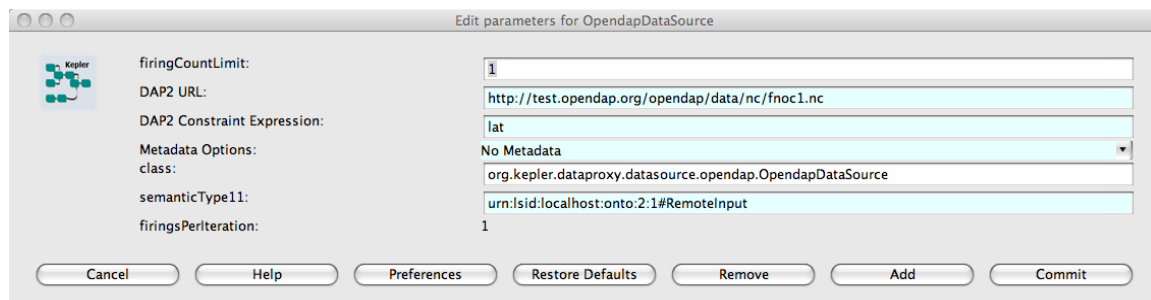 Edit parameters for OpendapDataSource
Kepler
firingCountLimit: 1
DAP2 URL: http://test.opendap.org/opendap/data/nc/fnoc1.nc
DAP2 Constraint Expression: lat
Metadata Options: No Metadata
class: org.kepler.dataproxy.datasource.opendap.OpendapDataSource
semanticType11: urn:lsid:localhost:onto:2:1#RemoteInput
firingsPerIteration: 1
Cancel Help Preferences Restore Defaults Remove Add Commit